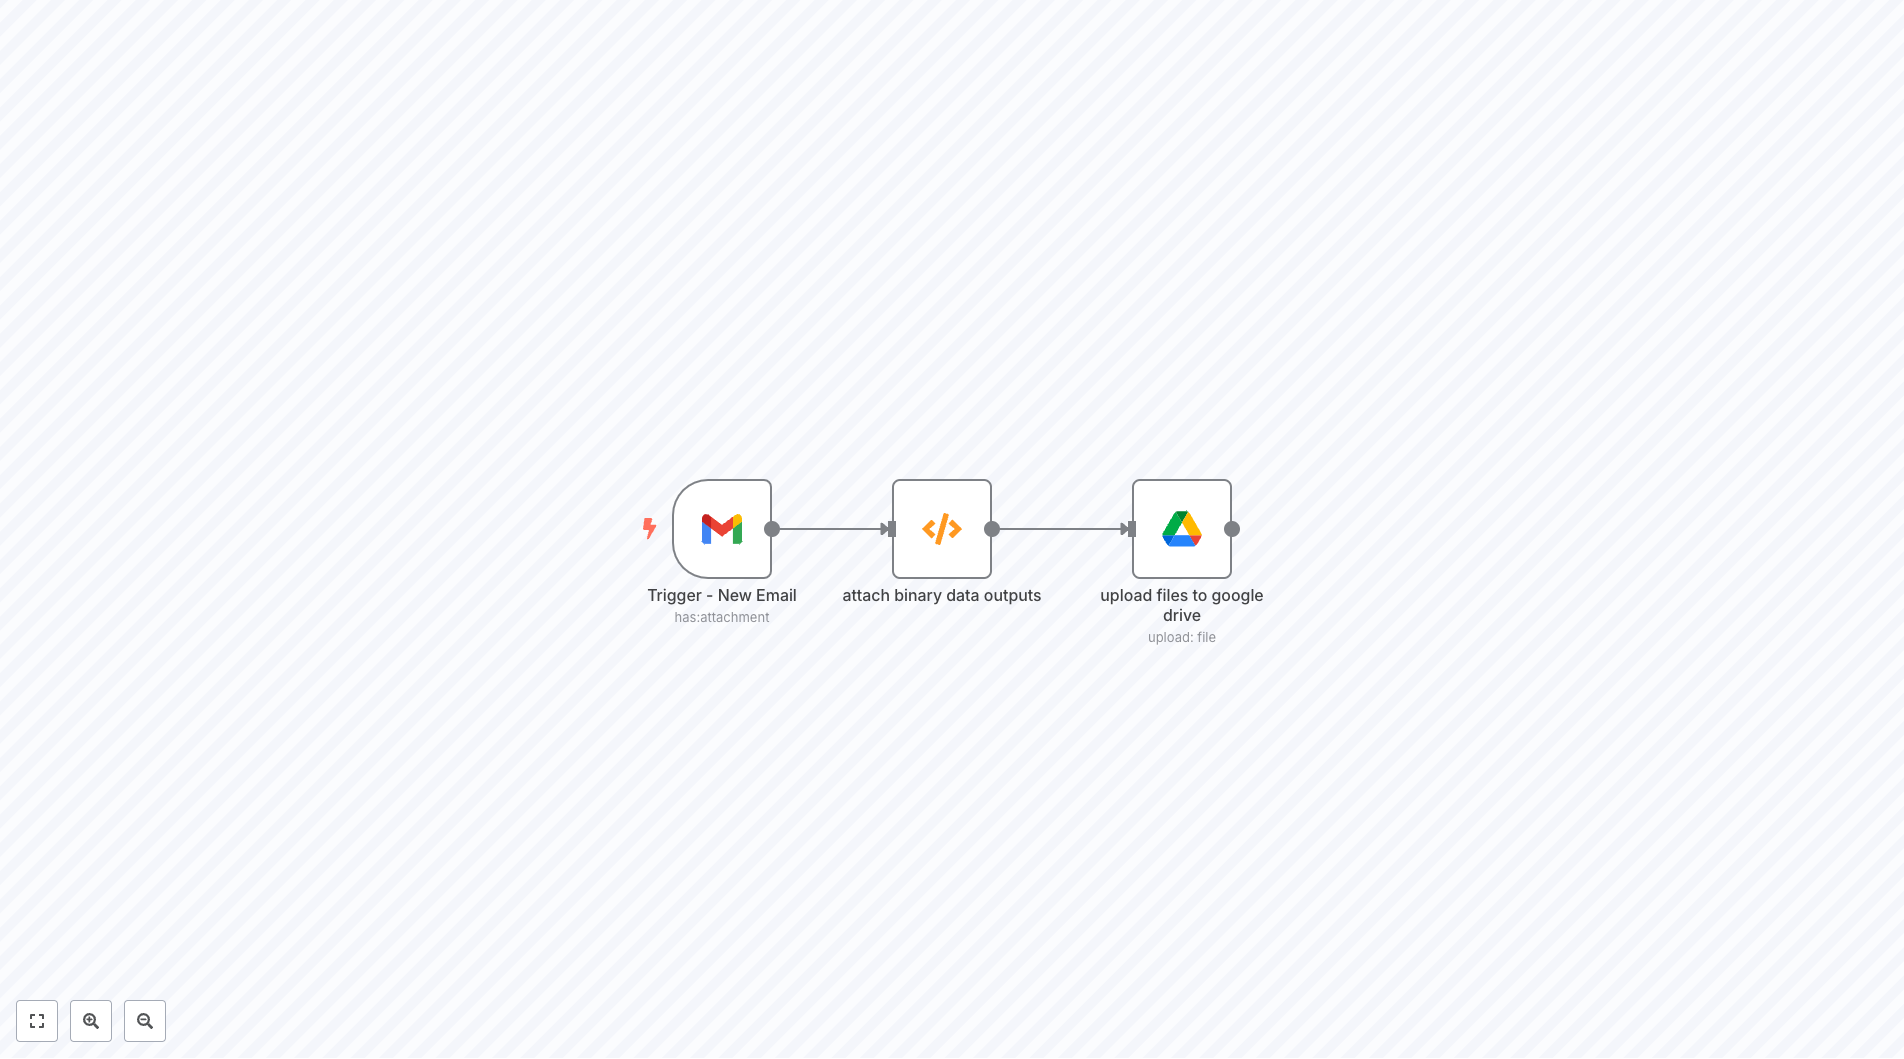 Trigger - New Email
has:attachment
attach binary data outputs
upload files to google
drive
upload: file